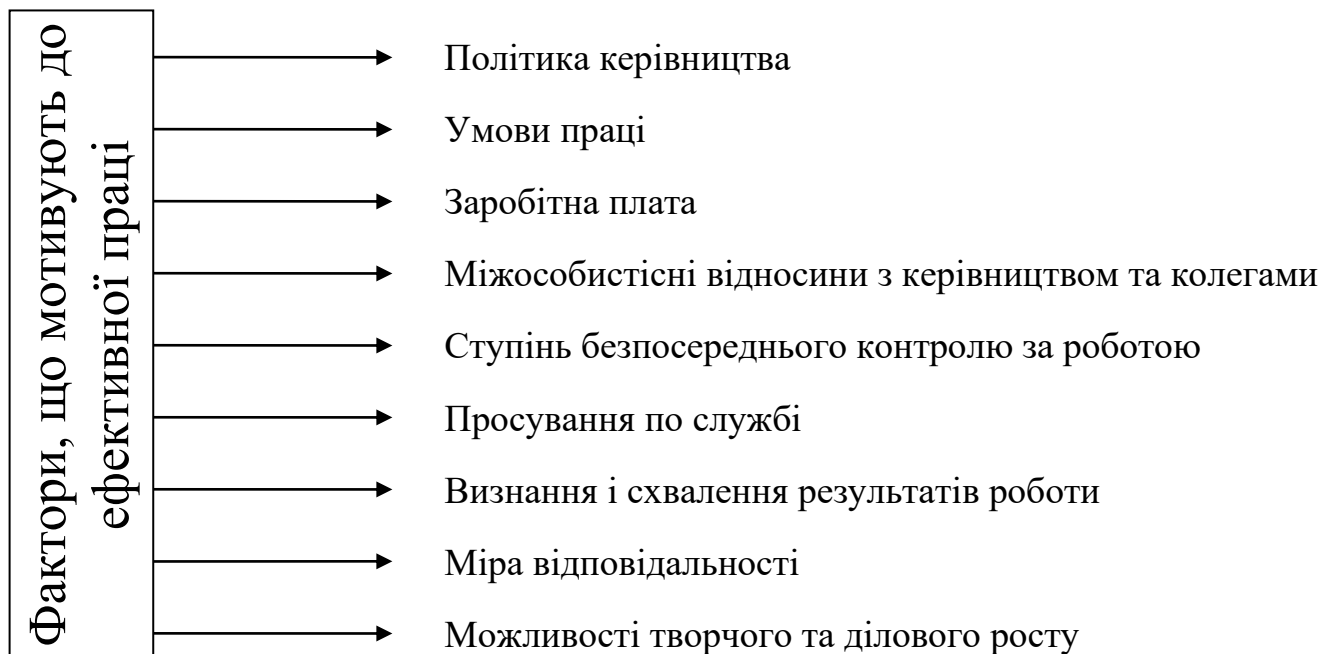 Фактори, що мотивують до
ефективної праці
Політика керівництва
Умови праці
Заробітна плата
Міжособистісні відносини з керівництвом та колегами
Ступінь безпосереднього контролю за роботою
Просування по службі
Визнання і схвалення результатів роботи
Міра відповідальності
Можливості творчого та ділового росту